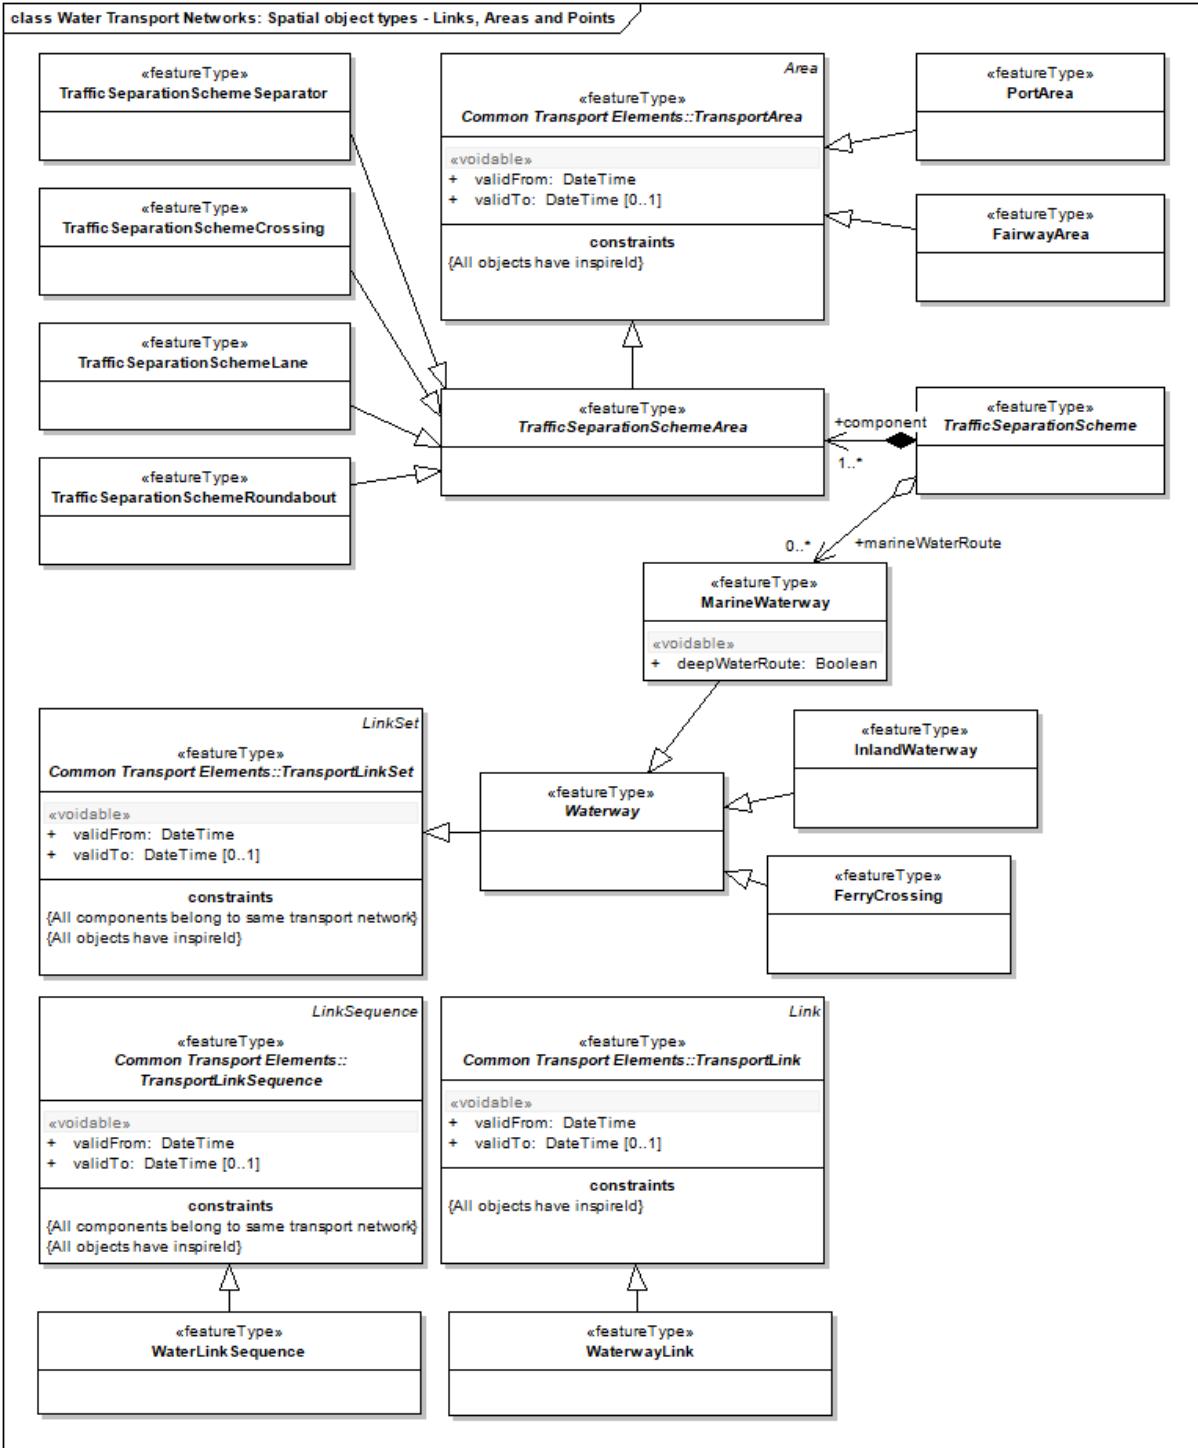 class Water Transport Networks: Spatial object types - Links, Areas and Points
«featureType»
TrafficSeparationSchemeSeparator
«featureType»
TrafficSeparationSchemeCrossing
«featureType»
TrafficSeparationSchemeLane
«featureType»
TrafficSeparationSchemeRoundabout
Area
«featureType»
Common Transport Elements::TransportArea
«voidable»
+ validFrom: DateTime
+ validTo: DateTime [0..1]
constraints
{All objects have inspireId}
«featureType»
PortArea
«featureType»
FairwayArea
«featureType»
TrafficSeparationSchemeArea
+component
1..*
«featureType»
TrafficSeparationScheme
0..*
+marineWaterRoute
«featureType»
MarineWaterway
«voidable»
+ deepWaterRoute: Boolean
LinkSet
«featureType»
Common Transport Elements::TransportLinkSet
«voidable»
+ validFrom: DateTime
+ validTo: DateTime [0..1]
constraints
{All components belong to same transport network}
{All objects have inspireId}
«featureType»
Waterway
«featureType»
InlandWaterway
«featureType»
FerryCrossing
LinkSequence
«featureType»
Common Transport Elements::
TransportLinkSequence
«voidable»
+ validFrom: DateTime
+ validTo: DateTime [0..1]
constraints
{All components belong to same transport network}
{All objects have inspireId}
Link
«featureType»
Common Transport Elements::TransportLink
«voidable»
+ validFrom: DateTime
+ validTo: DateTime [0..1]
constraints
{All objects have inspireId}
«featureType»
WaterLinkSequence
«featureType»
WaterwayLink